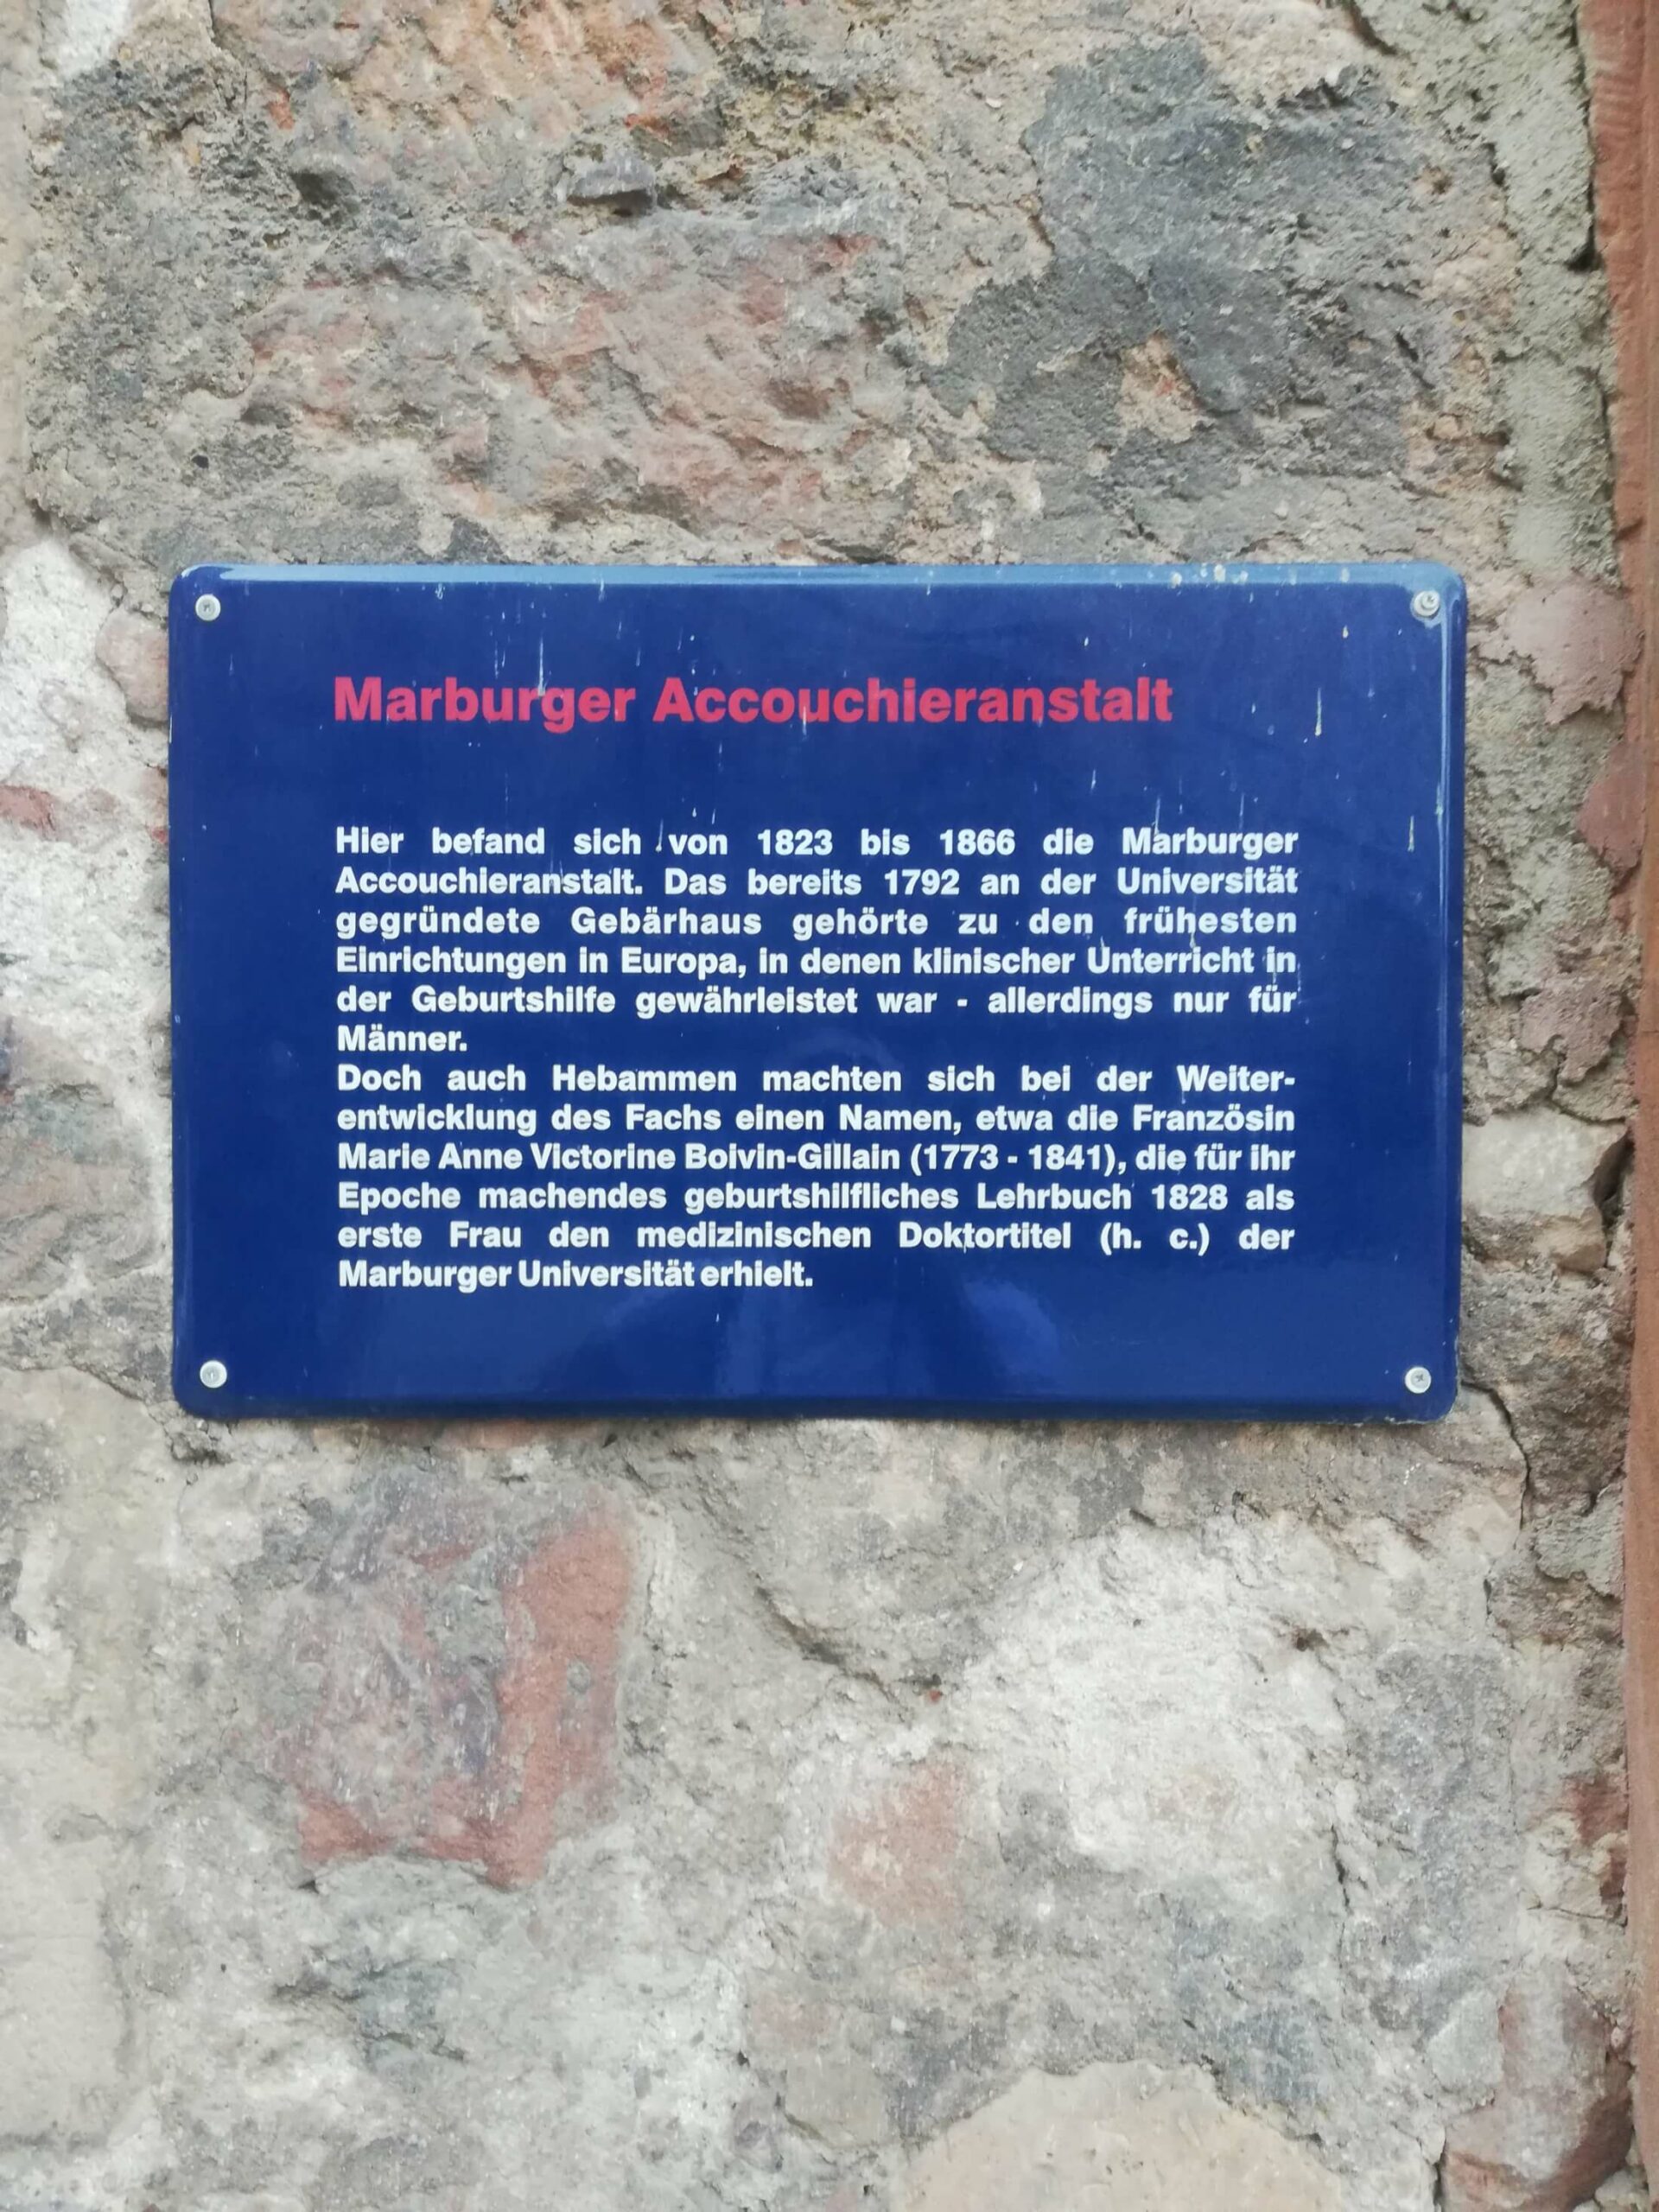 Marburger Accouchieranstalt
Hier befand sich von 1823 bis 1866 die Marburger
Accouchieranstalt. Das bereits 1792 an der Universität
gegründete Gebärhaus gehörte zu den frühesten
Einrichtungen in Europa, in denen klinischer Unterricht in
der Geburtshilfe gewährleistet war - allerdings nur für
Männer.
Doch auch Hebammen machten sich bei der Weiter-
entwicklung des Fachs einen Namen, etwa die Französin
Marie Anne Victorine Boivin-Gillain (1773 - 1841), die für ihr
Epoche machendes geburtshilfliches Lehrbuch 1828 als
erste Frau den medizinischen Doktortitel (h. c.) der
Marburger Universität erhielt.